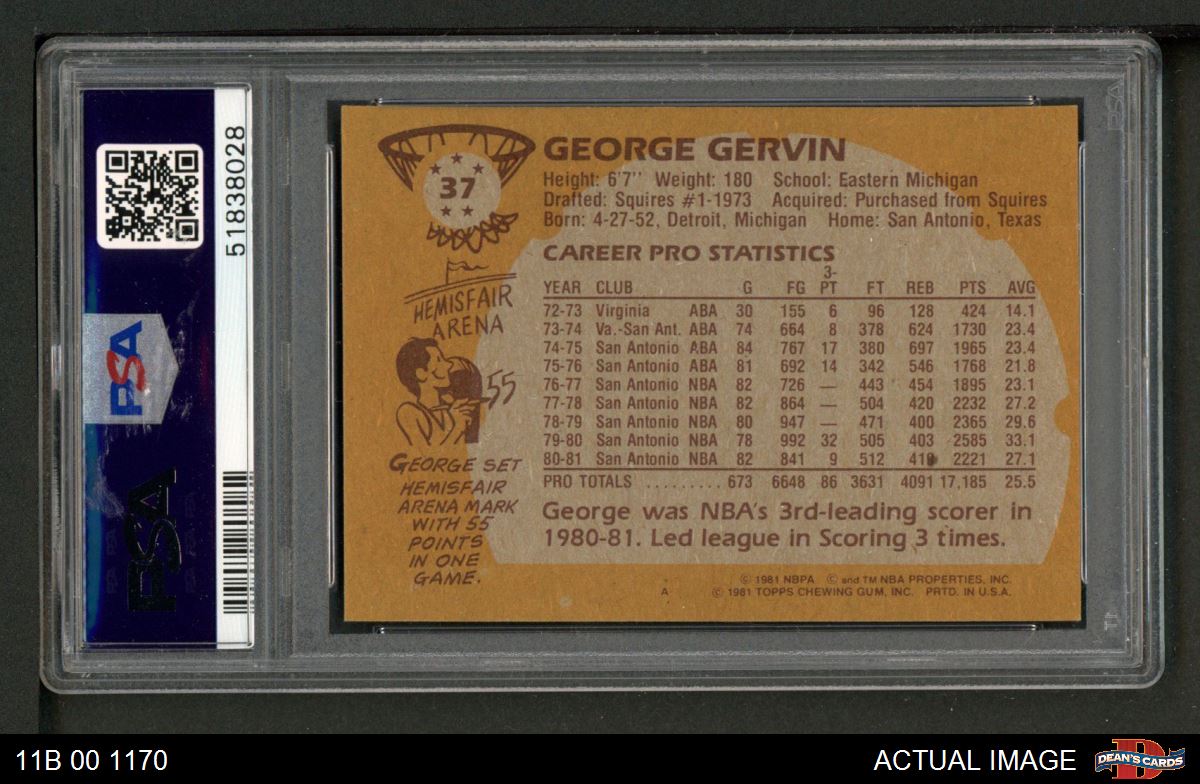 PSA
51838028
PSA
37
GEORGE GERVIN
Height: 6'7" Weight: 180 School: Eastern Michigan
Drafted: Squires #1-1973 Acquired: Purchased from Squires
Born: 4-27-52, Detroit, Michigan Home: San Antonio, Texas
HEMISFAIR
ARENA
55
GEORGE SET
HEMISFAIR
ARENA MARK
WITH 55
POINTS
IN ONE
GAME.
CAREER PRO STATISTICS
YEAR CLUB G FG 3-PT FT REB PTS AVG
72-73 Virginia ABA 30 155 6 96 128 424 14.1
73-74 Va.-San Ant. ABA 74 664 8 378 624 1730 23.4
74-75 San Antonio ABA 84 767 17 380 697 1965 23.4
75-76 San Antonio ABA 81 692 14 342 546 1768 21.8
76-77 San Antonio NBA 82 726 — 443 454 1895 23.1
77-78 San Antonio NBA 82 864 — 504 420 2232 27.2
78-79 San Antonio NBA 80 947 — 471 400 2365 29.6
79-80 San Antonio NBA 78 992 32 505 403 2585 33.1
80-81 San Antonio NBA 82 841 9 512 419 2221 27.1
PRO TOTALS ......... 673 6648 86 3631 4091 17,185 25.5
George was NBA's 3rd-leading scorer in
1980-81. Led league in Scoring 3 times.
© 1981 NBPA © and TM NBA PROPERTIES, INC.
A © 1981 TOPPS CHEWING GUM, INC. PRTD. IN U.S.A.
11B 00 1170
ACTUAL IMAGE
DEAN'S CARDS